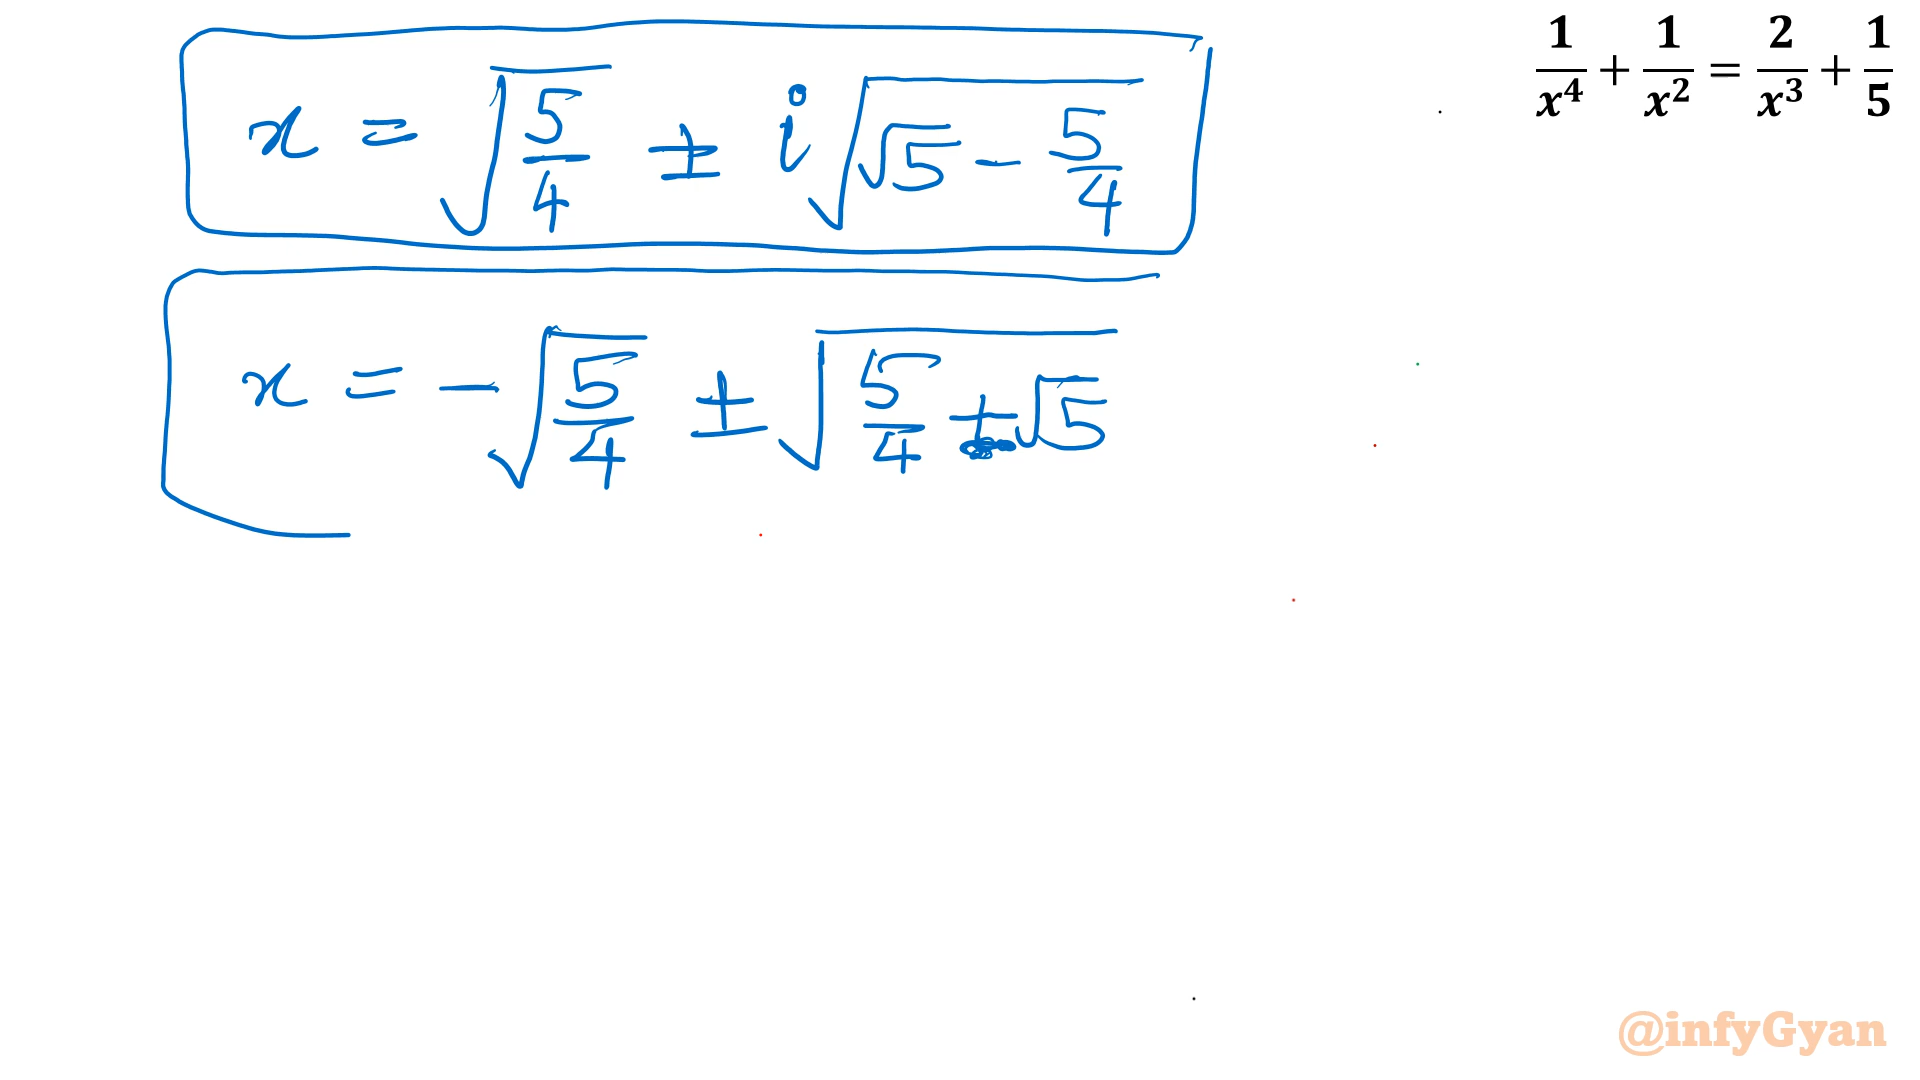 1/x⁴ + 1/x² = 2/x³ + 1/5
x = √(5/4) ± i√(√5 − 5/4)
x = −√(5/4) ± √(5/4 + √5)
@infyGyan